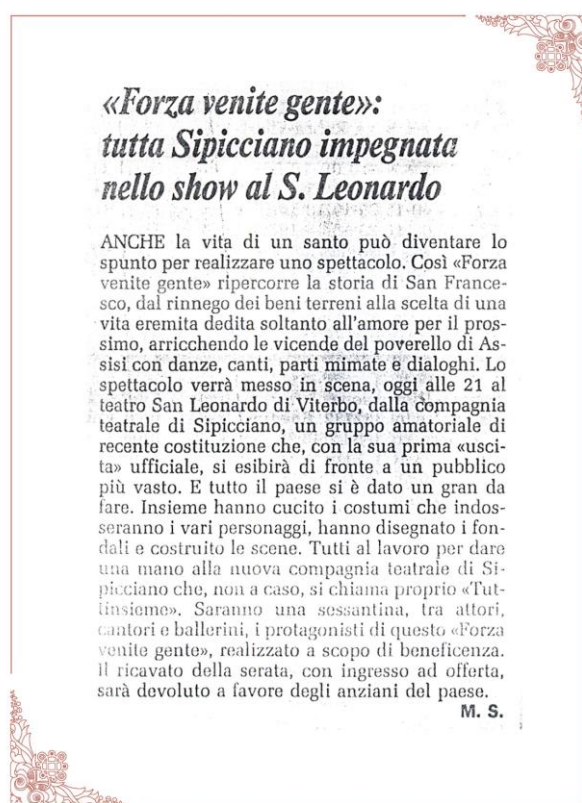 «Forza venite gente»:
tutta Sipicciano impegnata
nello show al S. Leonardo
ANCHE la vita di un santo può diventare lo
spunto per realizzare uno spettacolo. Così «Forza
venite gente» ripercorre la storia di San France-
sco, dal rinnego dei beni terreni alla scelta di una
vita eremita dedita soltanto all'amore per il pros-
simo, arricchendo le vicende del poverello di As-
sisi con danze, canti, parti mimate e dialoghi. Lo
spettacolo verrà messo in scena, oggi alle 21 al
teatro San Leonardo di Viterbo, dalla compagnia
teatrale di Sipicciano, un gruppo amatoriale di
recente costituzione che, con la sua prima «usci-
ta» ufficiale, si esibirà di fronte a un pubblico
più vasto. E tutto il paese si è dato un gran da
fare. Insieme hanno cucito i costumi che indos-
seranno i vari personaggi, hanno disegnato i fon-
dali e costruito le scene. Tutti al lavoro per dare
una mano alla nuova compagnia teatrale di Si-
picciano che, non a caso, si chiama proprio «Tut-
tinsieme». Saranno una sessantina, tra attori,
cantori e ballerini, i protagonisti di questo «Forza
venite gente», realizzato a scopo di beneficenza.
Il ricavato della serata, con ingresso ad offerta,
sarà devoluto a favore degli anziani del paese.
M. S.